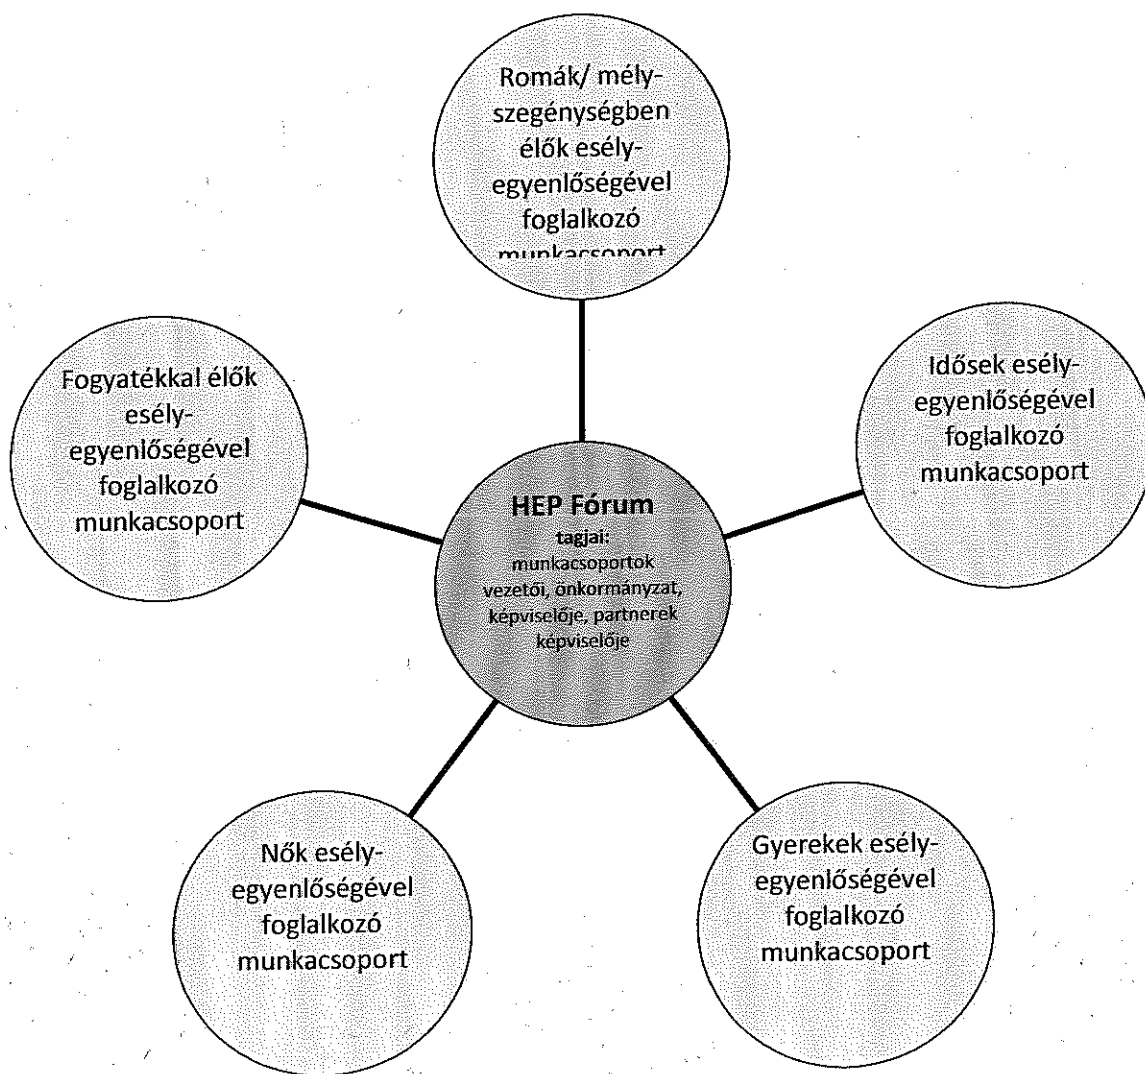 Romák/ mély-
szegénységben
élők esély-
egyenlőségével
foglalkozó
munkacsoport
Fogyatékkal élők
esély-
egyenlőségével
foglalkozó
munkacsoport
Idősek esély-
egyenlőségével
foglalkozó
munkacsoport
HEP Fórum
tagjai:
munkacsoportok
vezetői, önkormányzat,
képviselője, partnerek
képviselője
Nők esély-
egyenlőségével
foglalkozó
munkacsoport
Gyerekek esély-
egyenlőségével
foglalkozó
munkacsoport